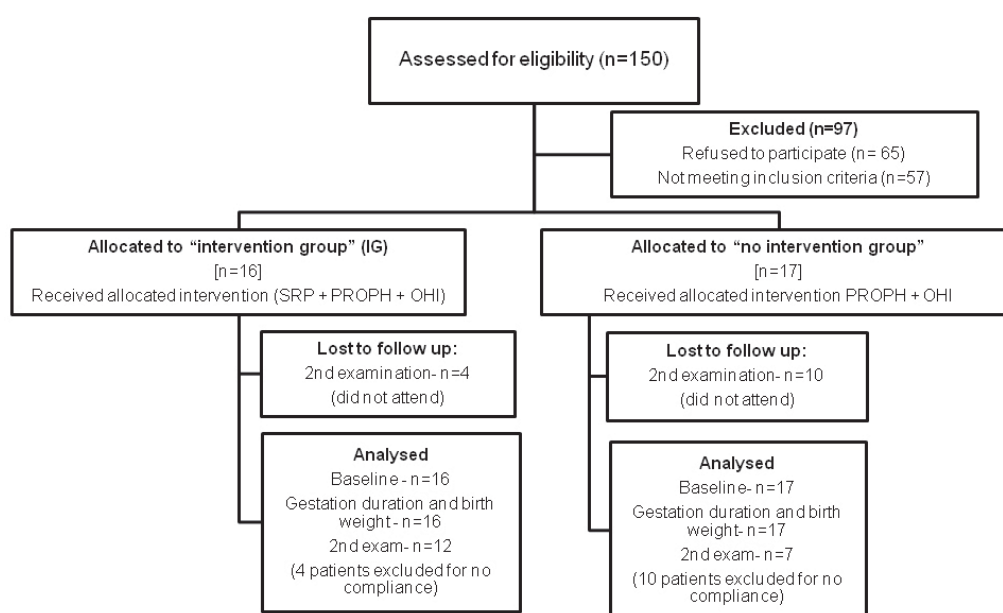 Assessed for eligibility (n=150)
Excluded (n=97)
Refused to participate (n= 65)
Not meeting inclusion criteria (n=57)
Allocated to “intervention group” (IG)
[n=16]
Received allocated intervention (SRP + PROPH + OHI)
Allocated to “no intervention group”
[n=17]
Received allocated intervention PROPH + OHI
Lost to follow up:
2nd examination- n=4
(did not attend)
Lost to follow up:
2nd examination- n=10
(did not attend)
Analysed
Baseline - n=16
Gestation duration and birth
weight- n=16
2nd exam- n=12
(4 patients excluded for no
compliance)
Analysed
Baseline- n=17
Gestation duration and birth
weight- n=17
2nd exam- n=7
(10 patients excluded for no
compliance)